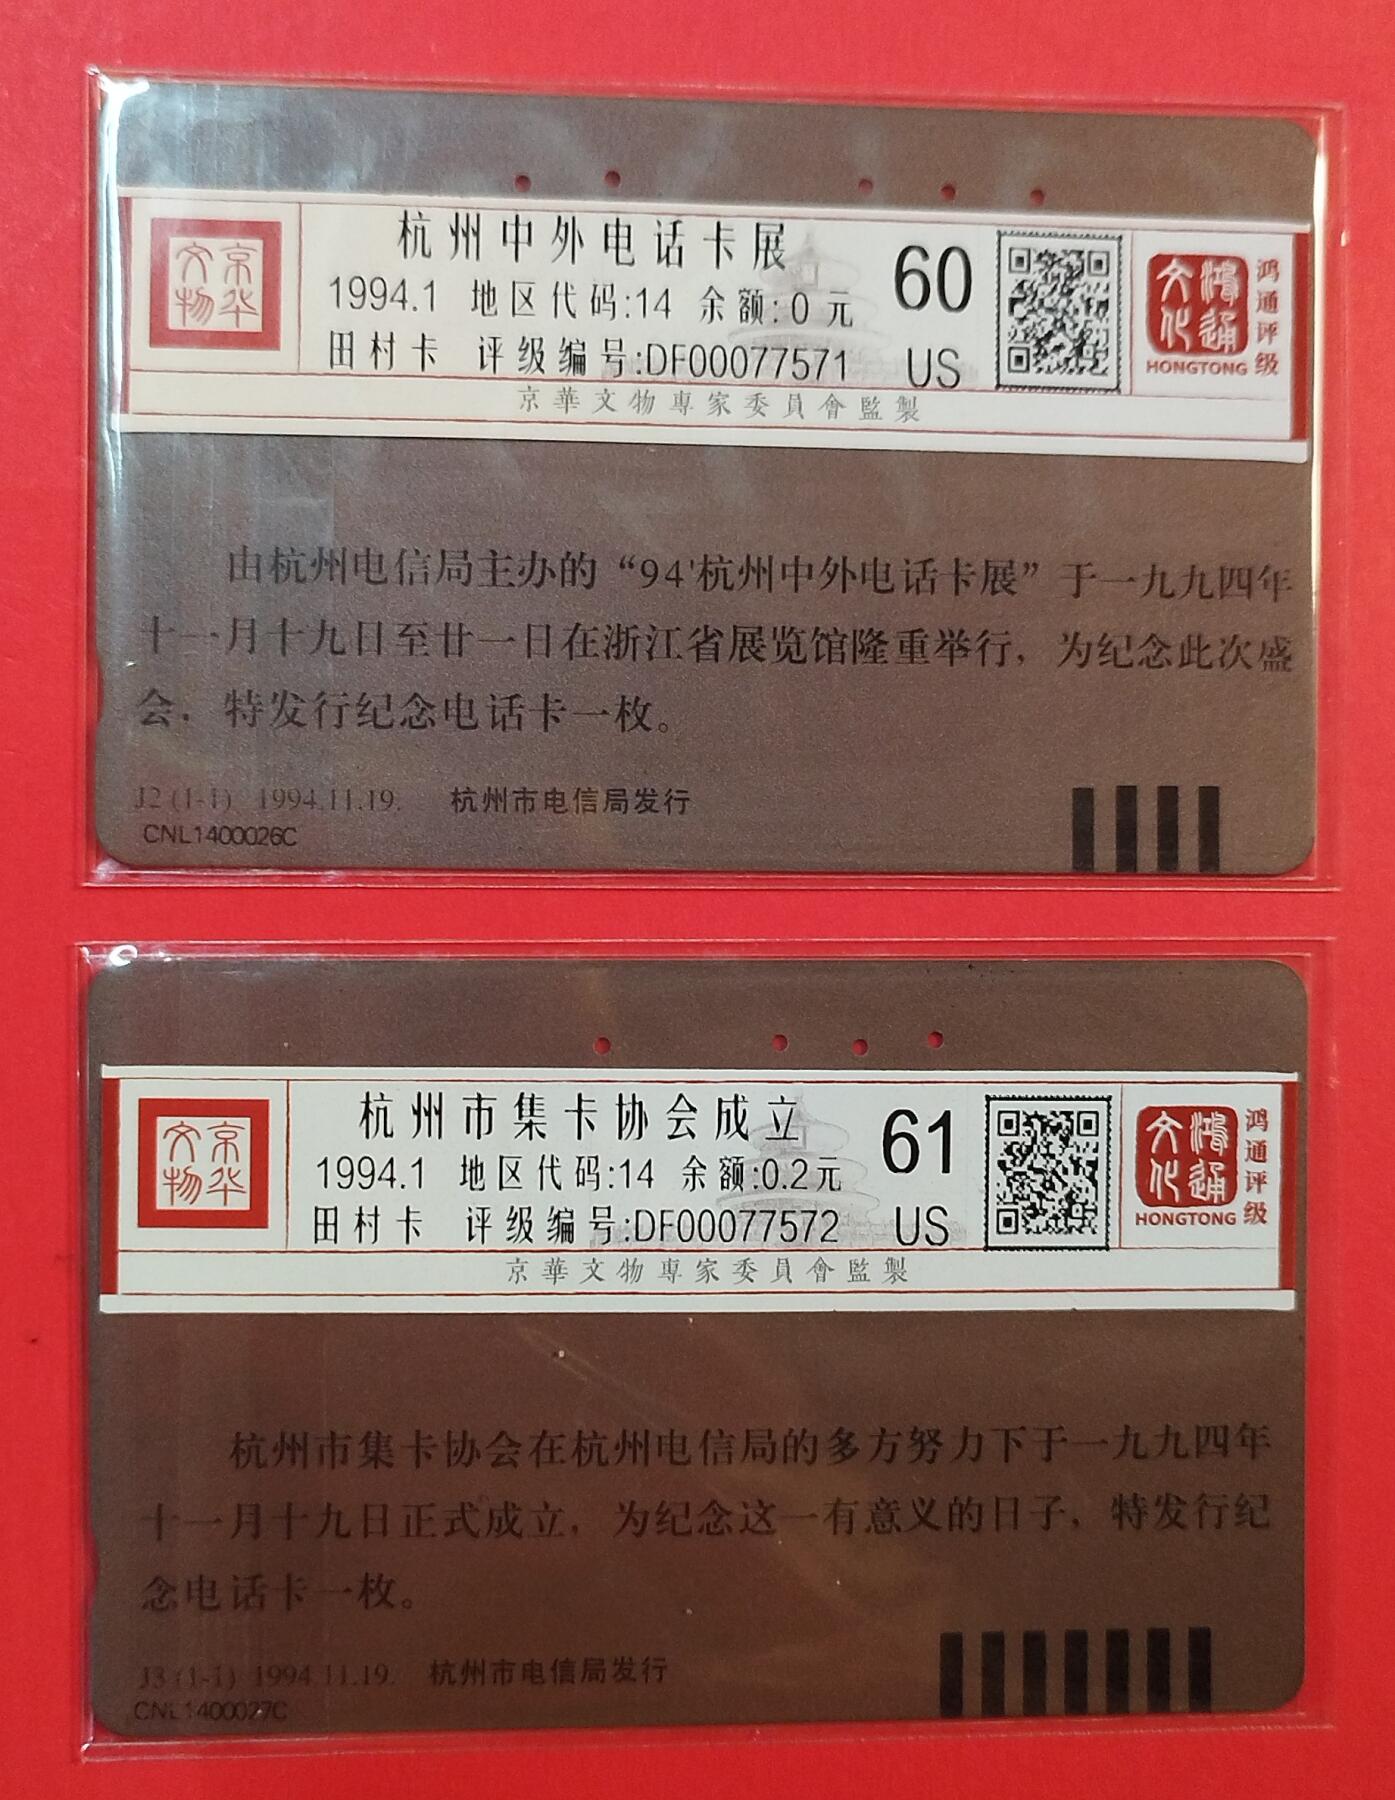 京华
文物
杭州中外电话卡展
1994.1 地区代码:14 余额:0 元
田村卡 评级编号:DF00077571
60
US
鸿通
文化
HONGTONG
鸿通评级
京華文物專家委員會監製
由杭州电信局主办的“94'杭州中外电话卡展”于一九九四年
十一月十九日至廿一日在浙江省展览馆隆重举行，为纪念此次盛
会，特发行纪念电话卡一枚。
J2 (1-1) 1994.11.19. 杭州市电信局发行
CNL1400026C
京华
文物
杭州市集卡协会成立
1994.1 地区代码:14 余额:0.2元
田村卡 评级编号:DF00077572
61
US
鸿通
文化
HONGTONG
鸿通评级
京華文物專家委員會監製
杭州市集卡协会在杭州电信局的多方努力下于一九九四年
十一月十九日正式成立，为纪念这一有意义的日子，特发行纪
念电话卡一枚。
J3 (1-1) 1994.11.19. 杭州市电信局发行
CNL1400027C